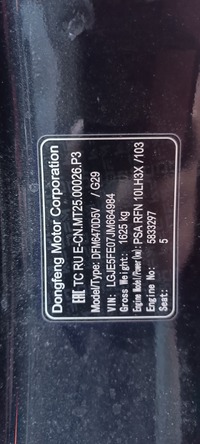 Dongfeng Motor Corporation
EAC TC RU E-CN.MT25.00026.P3
Model/Type: DFM6470D5V / G29
VIN: LGJE5FE07JM664984
Gross Weight: 1625 kg
Engine Model/Power(kw): PSA RFN 10LH3X /103
Engine No: 5833297
Seat: 5